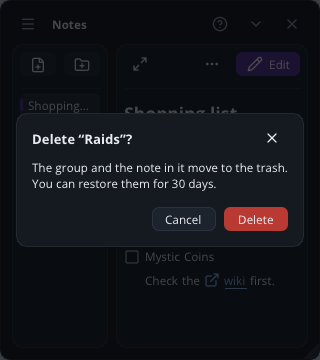 Notes
Edit
Shopping...
Shopping list
Delete “Raids”?
The group and the note in it move to the trash.
You can restore them for 30 days.
Cancel
Delete
Mystic Coins
Check the wiki first.